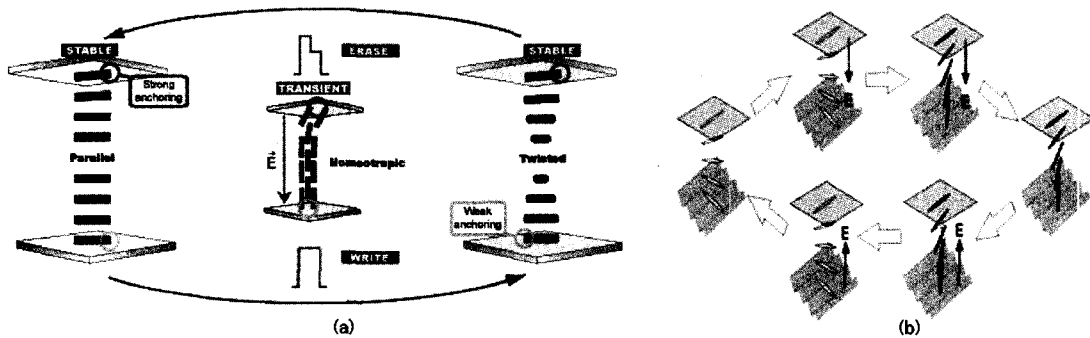 STABLE
ERASE
STABLE
Strong
anchoring
TRANSIENT
E
Parallel
Homeotropic
Twisted
Weak
anchoring
WRITE
(a)
E
E
E
E
(b)